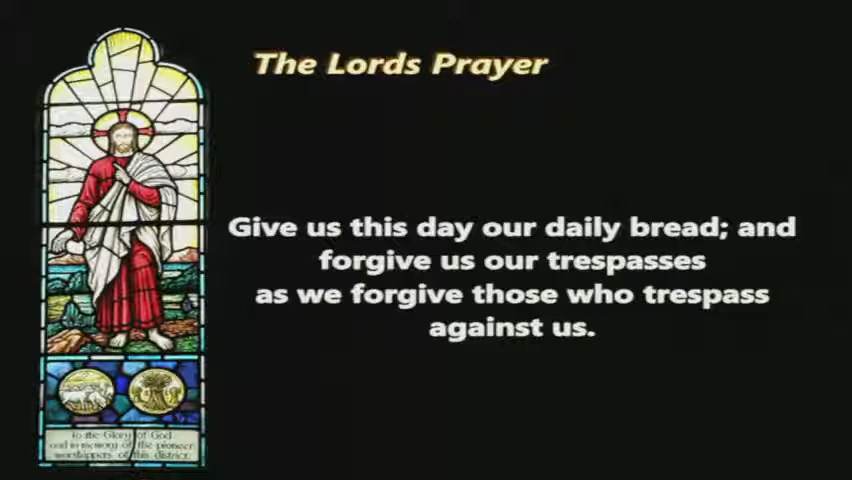 The Lords Prayer
Give us this day our daily bread; and
forgive us our trespasses
as we forgive those who trespass
against us.
to the Glory of God
and in memory of the pioneer
worshippers of this district.